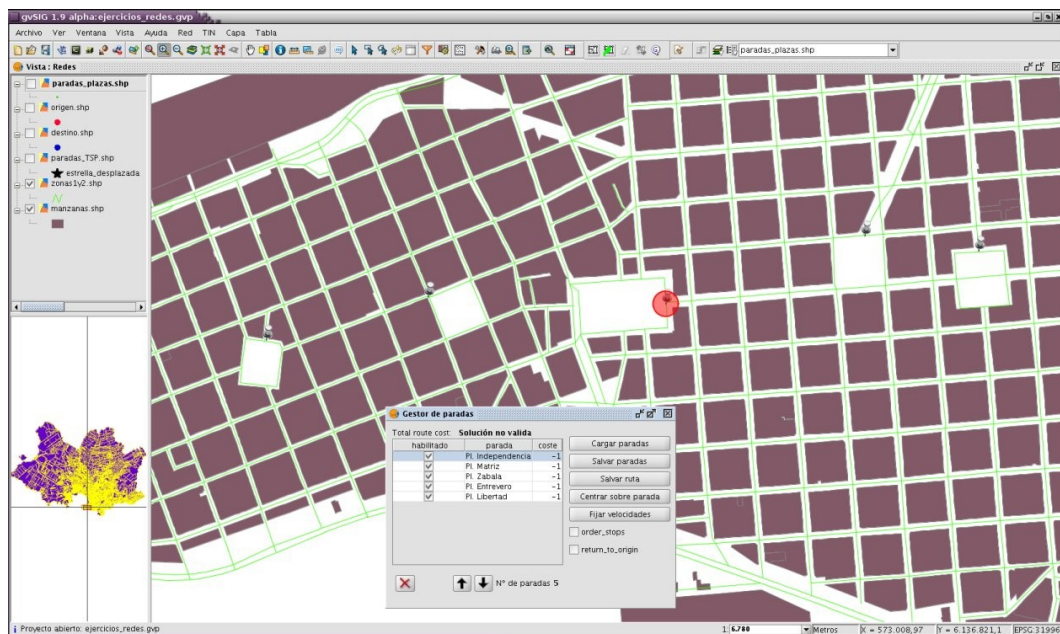 gvSIG 1.9 alpha:ejercicios_redes.gvp
Archivo Ver Ventana Vista Ayuda Red TIN Capa Tabla
paradas_plazas.shp
Vista : Redes
paradas_plazas.shp
origen.shp
destino.shp
paradas_TSP.shp
estrella_desplazada
zonas1y2.shp
manzanas.shp
Gestor de paradas
Total route cost: Solución no valida
habilitado parada coste
Pl. Independencia -1
Pl. Matriz -1
Pl. Zabala -1
Pl. Entrevero -1
Pl. Libertad -1
Cargar paradas
Salvar paradas
Salvar ruta
Centrar sobre parada
Fijar velocidades
order_stops
return_to_origin
Nº de paradas 5
Proyecto abierto: ejercicios_redes.gvp
1: 6.780 Metros X = 573.008,97 Y = 6.136.821,1 EPSG:31996